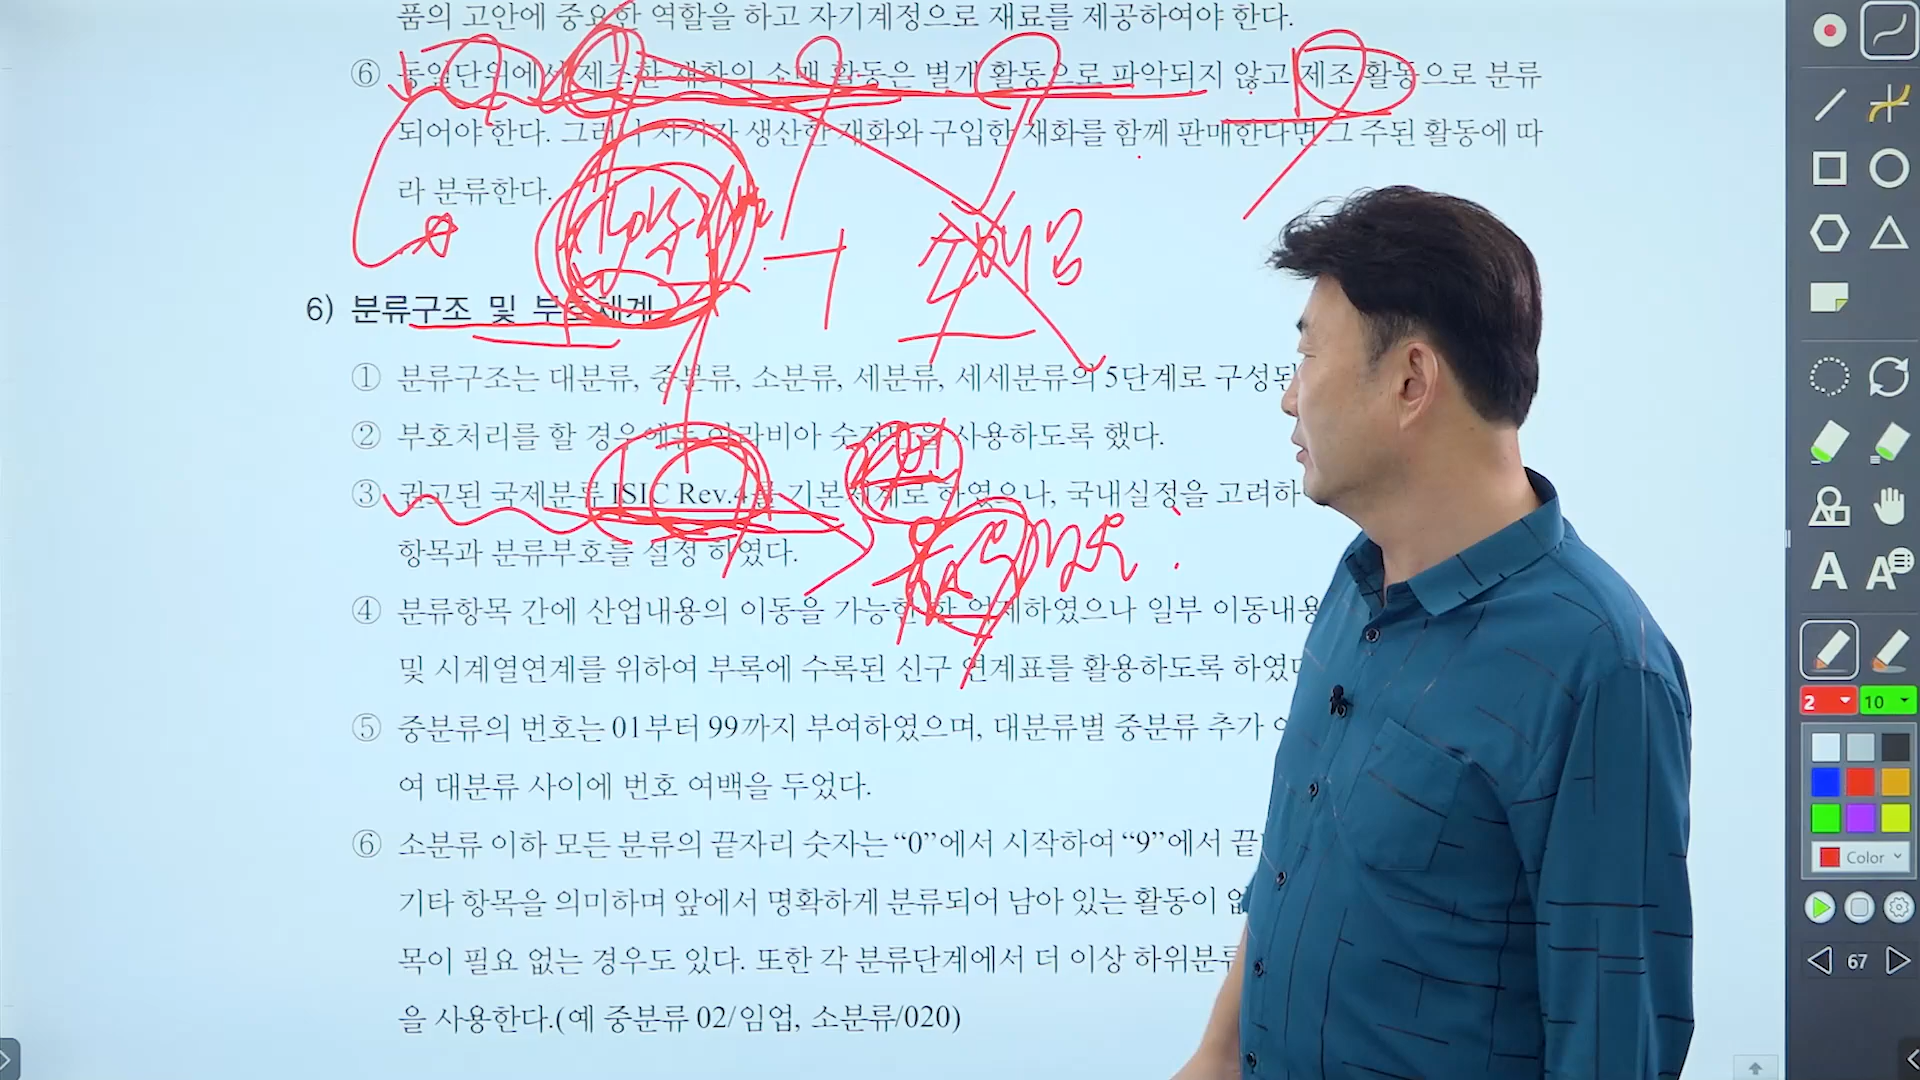 품의 고안에 중요한 역할을 하고 자기계정으로 재료를 제공하여야 한다.
⑥ 동일단위에서 제조한 재화의 소매 활동은 별개 활동으로 파악되지 않고 제조 활동으로 분류
되어야 한다. 그러나 자기가 생산한 재화와 구입한 재화를 함께 판매한다면 그 주된 활동에 따
라 분류한다.
6) 분류구조 및 부호체계
① 분류구조는 대분류, 중분류, 소분류, 세분류, 세세분류의 5단계로 구성된
② 부호처리를 할 경우에는 아라비아 숫자만을 사용하도록 했다.
③ 권고된 국제분류 ISIC Rev.4를 기본체계로 하였으나, 국내실정을 고려하
항목과 분류부호를 설정 하였다.
④ 분류항목 간에 산업내용의 이동을 가능한 한 억제하였으나 일부 이동내용
및 시계열연계를 위하여 부록에 수록된 신구 연계표를 활용하도록 하였
⑤ 중분류의 번호는 01부터 99까지 부여하였으며, 대분류별 중분류 추가
여 대분류 사이에 번호 여백을 두었다.
⑥ 소분류 이하 모든 분류의 끝자리 숫자는 “0”에서 시작하여 “9”에서 끝
기타 항목을 의미하며 앞에서 명확하게 분류되어 남아 있는 활동이
목이 필요 없는 경우도 있다. 또한 각 분류단계에서 더 이상 하위분류
을 사용한다.(예 중분류 02/임업, 소분류/020)
2 10
Color
67